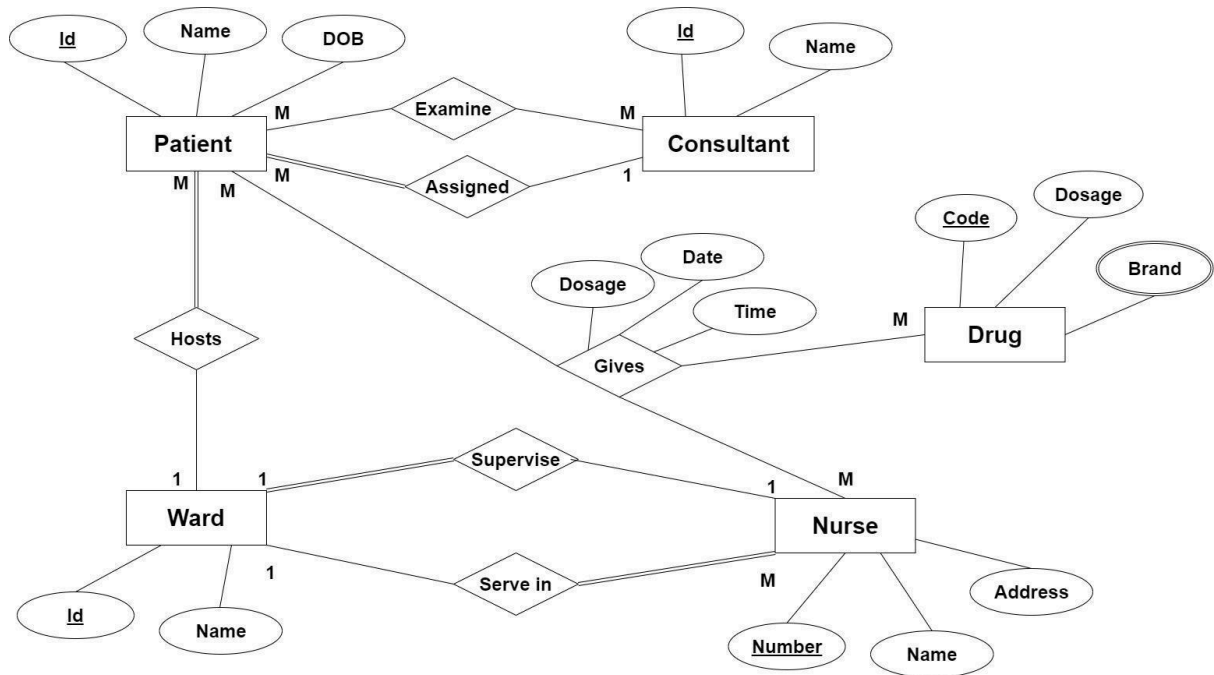 Id
Name
DOB
Id
Name
M
Examine
M
Patient
Consultant
M
M
M
Assigned
1
Code
Dosage
Brand
Dosage
Date
Time
M
Drug
Hosts
Gives
1
1
Supervise
1
M
Ward
Nurse
1
Serve in
M
Address
Id
Name
Number
Name